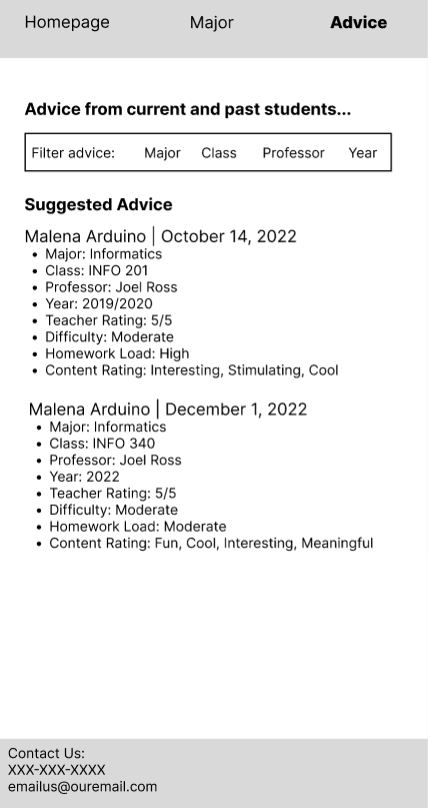 Homepage Major Advice
Advice from current and past students...
Filter advice: Major Class Professor Year
Suggested Advice
Malena Arduino | October 14, 2022
• Major: Informatics
• Class: INFO 201
• Professor: Joel Ross
• Year: 2019/2020
• Teacher Rating: 5/5
• Difficulty: Moderate
• Homework Load: High
• Content Rating: Interesting, Stimulating, Cool
Malena Arduino | December 1, 2022
• Major: Informatics
• Class: INFO 340
• Professor: Joel Ross
• Year: 2022
• Teacher Rating: 5/5
• Difficulty: Moderate
• Homework Load: Moderate
• Content Rating: Fun, Cool, Interesting, Meaningful
Contact Us:
XXX-XXX-XXXX
emailus@ouremail.com